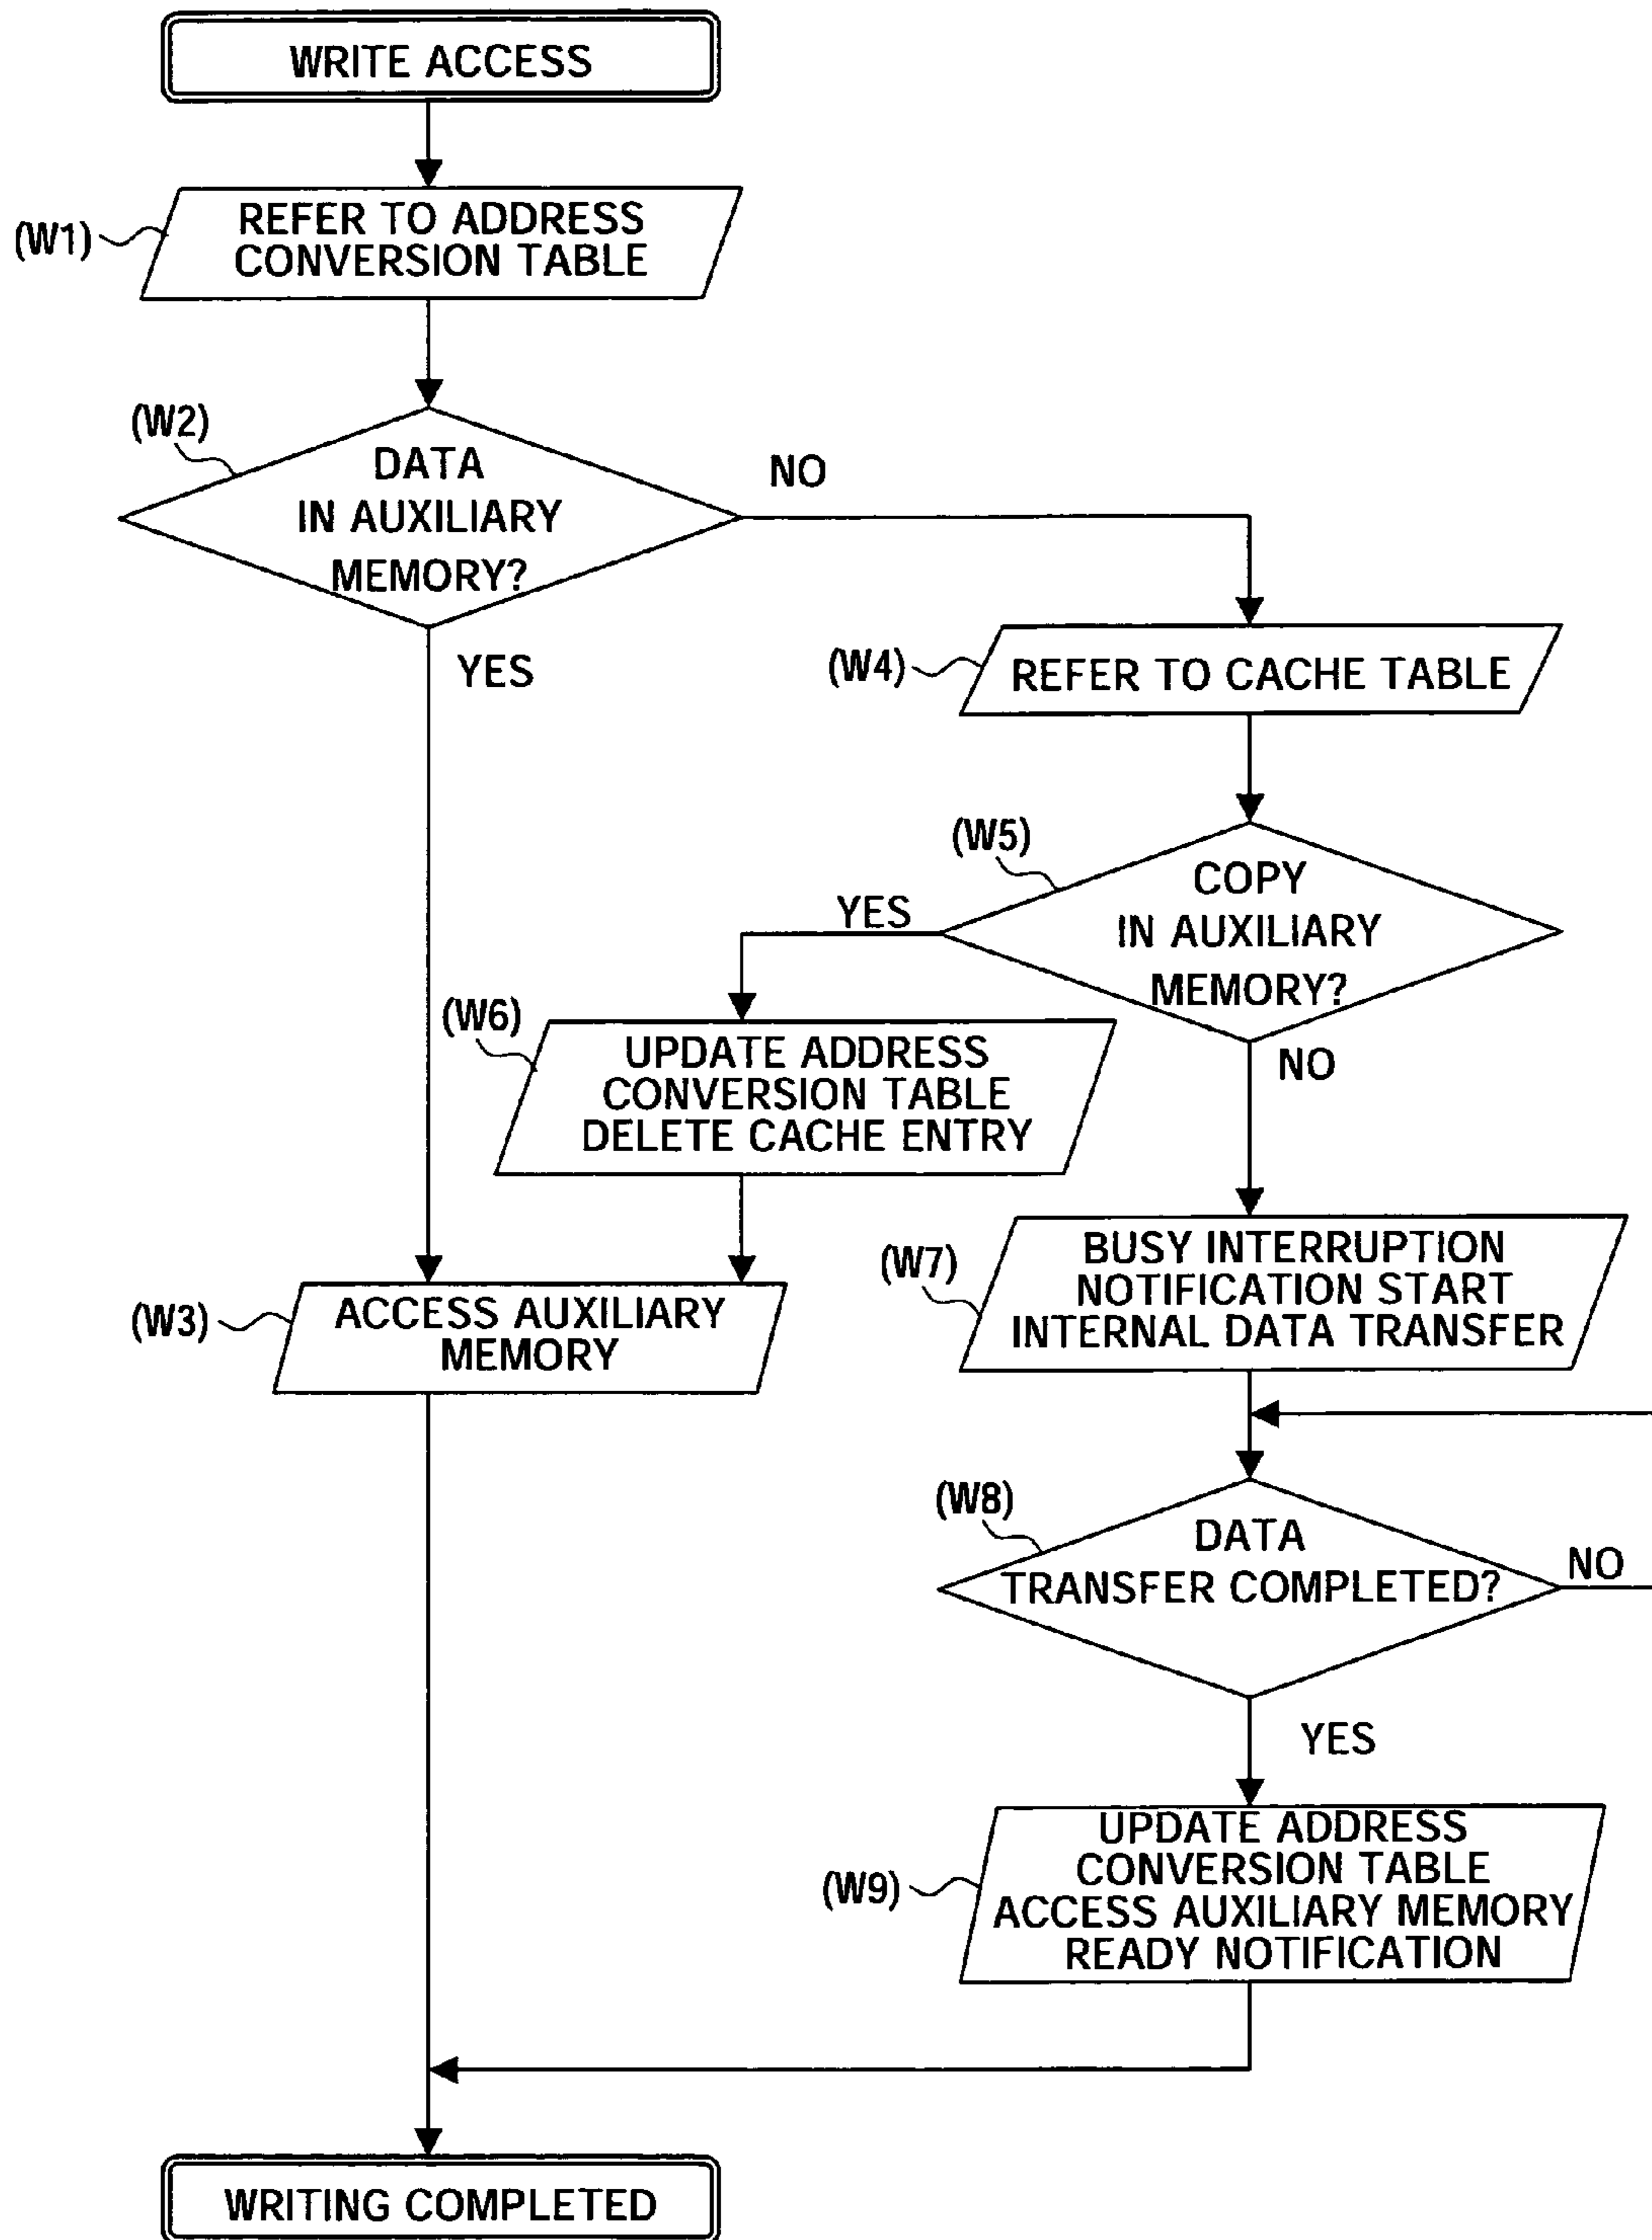 WRITE ACCESS
(W1)
REFER TO ADDRESS
CONVERSION TABLE
(W2)
DATA
IN AUXILIARY
MEMORY?
NO
YES
(W4)
REFER TO CACHE TABLE
(W5)
COPY
IN AUXILIARY
MEMORY?
YES
NO
(W6)
UPDATE ADDRESS
CONVERSION TABLE
DELETE CACHE ENTRY
(W3)
ACCESS AUXILIARY
MEMORY
(W7)
BUSY INTERRUPTION
NOTIFICATION START
INTERNAL DATA TRANSFER
(W8)
DATA
TRANSFER COMPLETED?
NO
YES
(W9)
UPDATE ADDRESS
CONVERSION TABLE
ACCESS AUXILIARY MEMORY
READY NOTIFICATION
WRITING COMPLETED